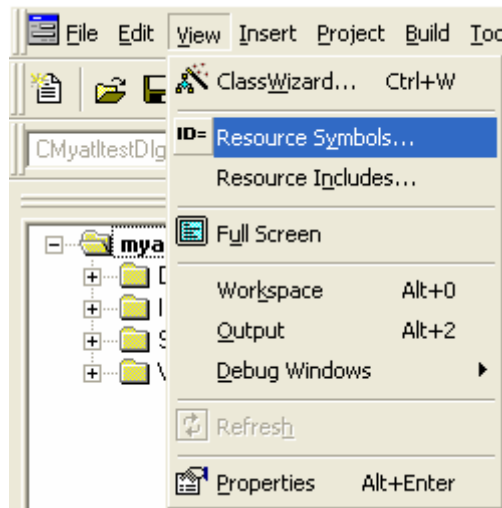 File Edit View Insert Project Build
ClassWizard... Ctrl+W
CMyatltestDlg
ID= Resource Symbols...
Resource Includes...
Full Screen
Workspace Alt+0
Output Alt+2
Debug Windows
Refresh
Properties Alt+Enter